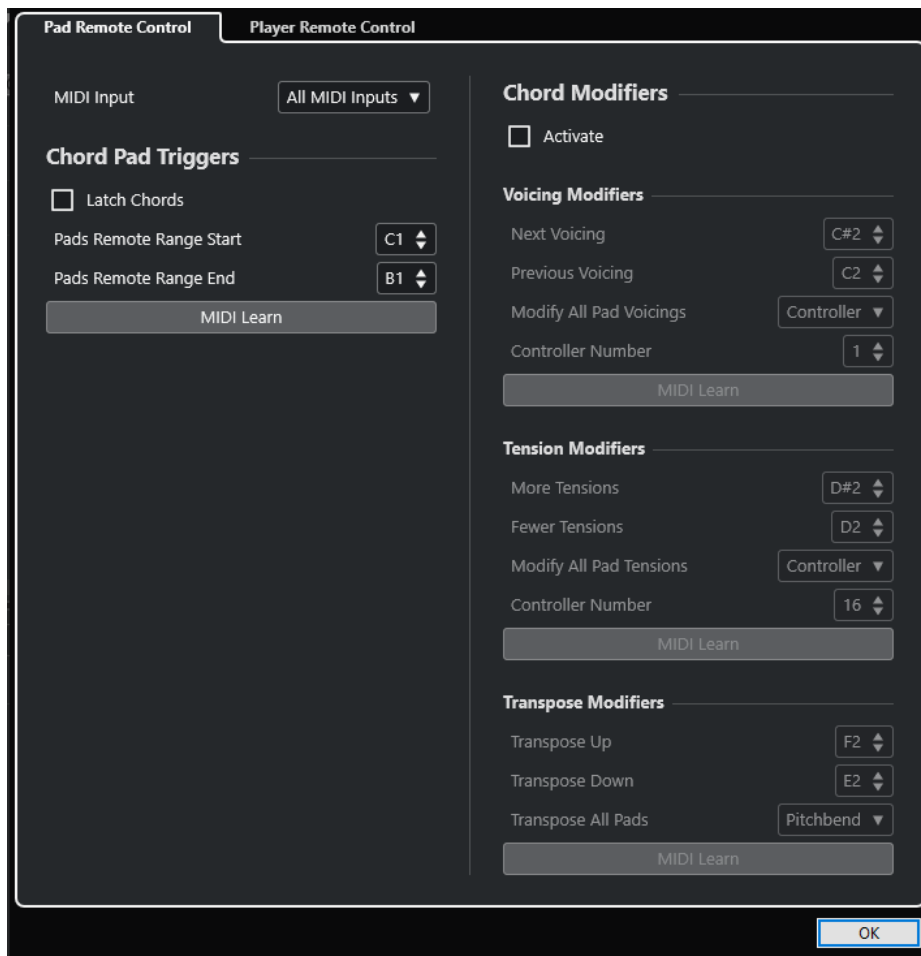 Pad Remote Control
Player Remote Control
MIDI Input
All MIDI Inputs
Chord Pad Triggers
Latch Chords
Pads Remote Range Start
C1
Pads Remote Range End
B1
MIDI Learn
Chord Modifiers
Activate
Voicing Modifiers
Next Voicing
C#2
Previous Voicing
C2
Modify All Pad Voicings
Controller
Controller Number
1
MIDI Learn
Tension Modifiers
More Tensions
D#2
Fewer Tensions
D2
Modify All Pad Tensions
Controller
Controller Number
16
MIDI Learn
Transpose Modifiers
Transpose Up
F2
Transpose Down
E2
Transpose All Pads
Pitchbend
MIDI Learn
OK